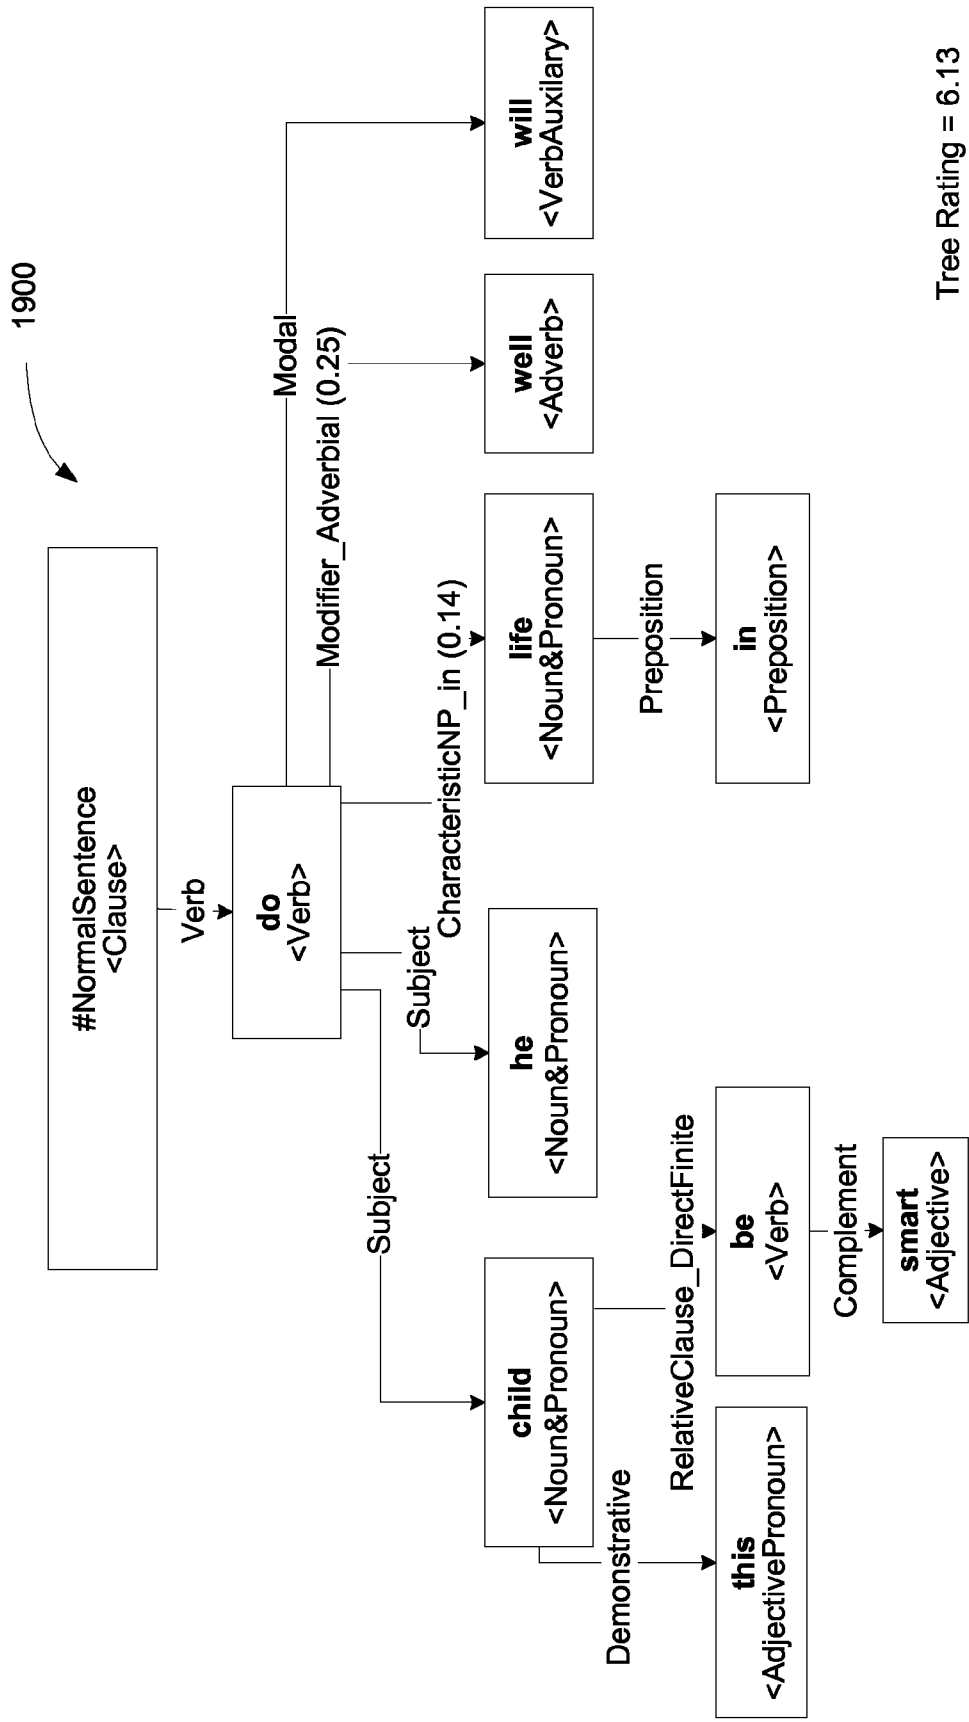 1900
#NormalSentence
<Clause>
Verb
do
<Verb>
Modal
Modifier_Adverbial (0.25)
CharacteristicNP_in (0.14)
Subject
Subject
child
<Noun&Pronoun>
he
<Noun&Pronoun>
life
<Noun&Pronoun>
well
<Adverb>
will
<VerbAuxilary>
Demonstrative
RelativeClause_DirectFinite
Preposition
this
<AdjectivePronoun>
be
<Verb>
in
<Preposition>
Complement
smart
<Adjective>
Tree Rating = 6.13